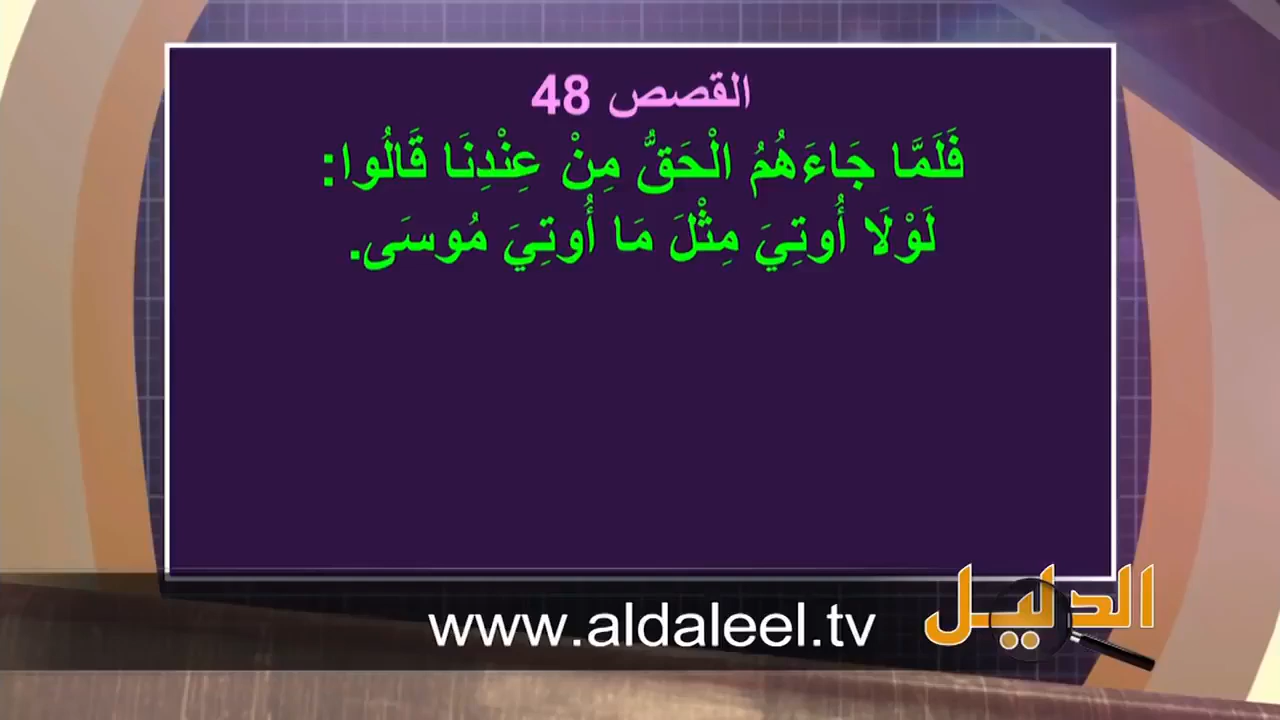 القصص 48
فَلَمَّا جَاءَهُمُ الْحَقُّ مِنْ عِنْدِنَا قَالُوا:
لَوْلَا أُوتِيَ مِثْلَ مَا أُوتِيَ مُوسَى.
www.aldaleel.tv
الدليل